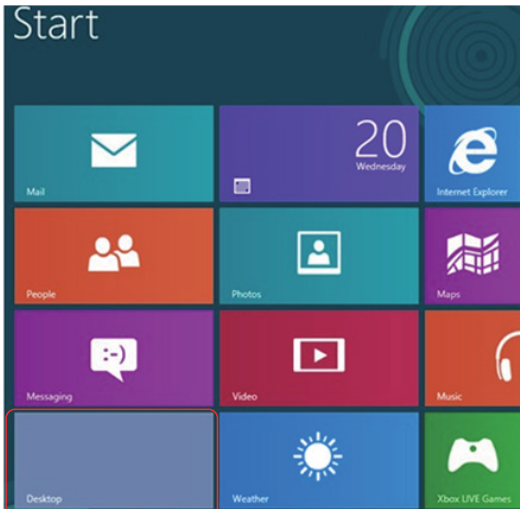 Start
Mail
20
Wednesday
Internet Explorer
People
Photos
Maps
:-)
Messaging
Video
Music
Desktop
Weather
Xbox LIVE Games